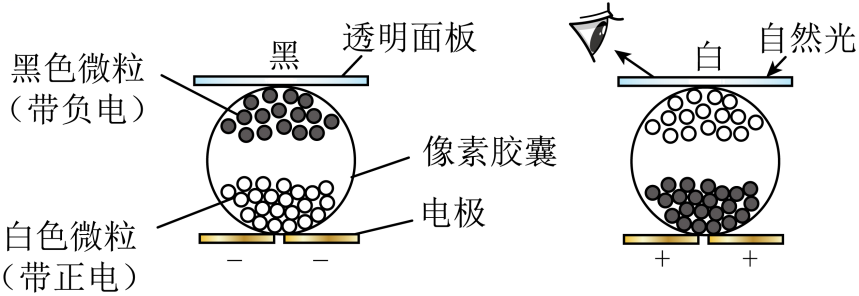 黑
透明面板
黑色微粒
（带负电）
像素胶囊
白色微粒
（带正电）
电极
－ －
白
自然光
＋ ＋